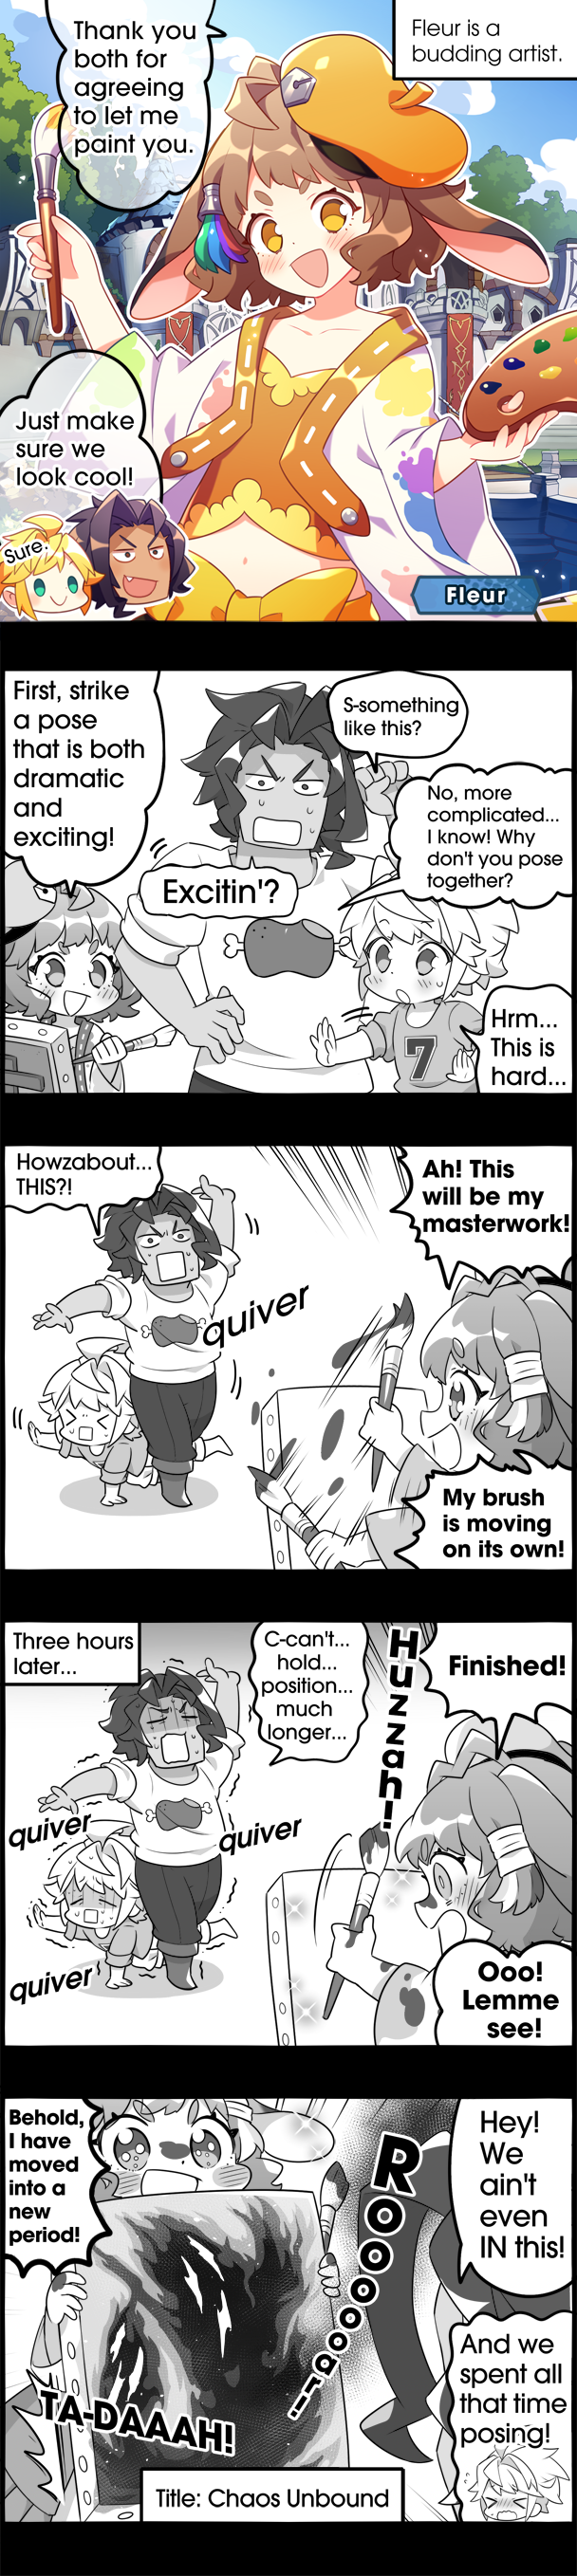 Fleur is a
budding artist.
Thank you
both for
agreeing
to let me
paint you.
Just make
sure we
look cool!
Sure.
Fleur
First, strike
a pose
that is both
dramatic
and
exciting!
S-something
like this?
No, more
complicated...
I know! Why
don't you pose
together?
Excitin'?
7
Hrm...
This is
hard...
Howzabout...
THIS?!
quiver
Ah! This
will be my
masterwork!
My brush
is moving
on its own!
Three hours
later...
C-can't...
hold...
position...
much
longer...
quiver
quiver
quiver
Huzzah!
Finished!
Ooo!
Lemme
see!
Behold,
I have
moved
into a
new
period!
Roooooar!
Hey!
We
ain't
even
IN this!
And we
spent all
that time
posing!
TA-DAAAH!
Title: Chaos Unbound